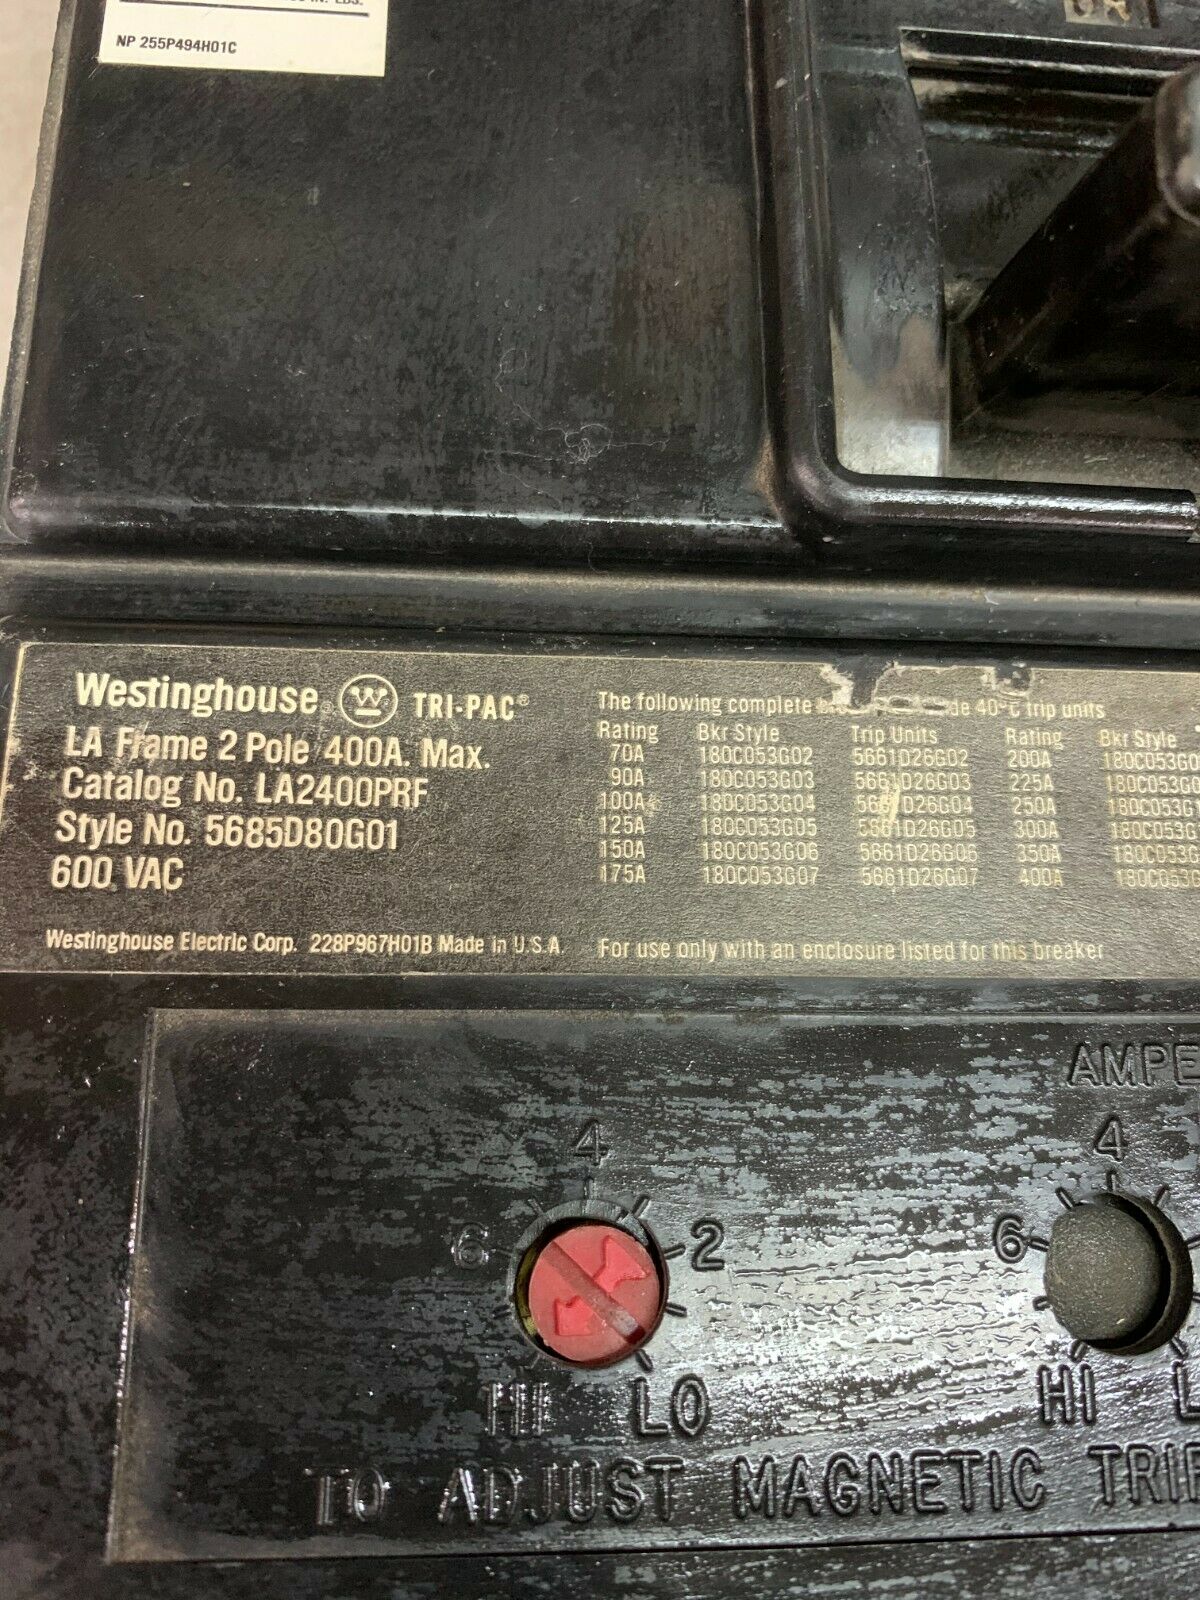 NP 255P494H01C
Westinghouse W TRI-PAC®
LA Frame 2 Pole 400A. Max.
Catalog No. LA2400PRF
Style No. 5685D80G01
600 VAC
Westinghouse Electric Corp. 228P967H01B Made in U.S.A.
The following complete 40°C trip units
Rating Bkr Style Trip Units Rating Bkr Style
70A 180C053G02 5661D26G02 200A
90A 180C053G03 5661D26G03 225A
100A 180C053G04 5661D26G04 250A
125A 180C053G05 5661D26G05 300A
150A 180C053G06 5661D26G06 350A
175A 180C053G07 5661D26G07 400A
For use only with an enclosure listed for this breaker
AMPE
4 4
6 2 6
HI LO HI L
TO ADJUST MAGNETIC TRIP